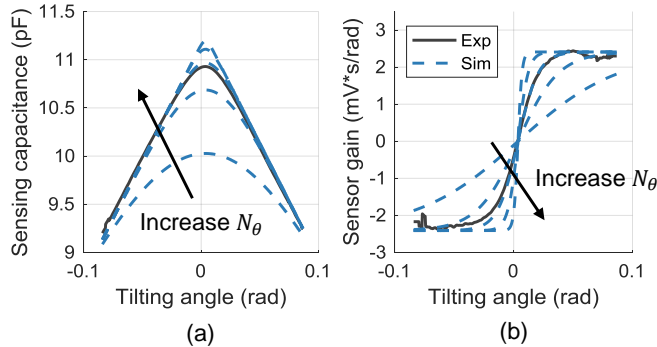 Sensing capacitance (pF)
11.5
11
10.5
10
9.5
9
-0.1
0
0.1
Increase N_θ
Tilting angle (rad)
(a)
Sensor gain (mV*s/rad)
3
2
1
0
-1
-2
-3
-0.1
0
0.1
Exp
Sim
Increase N_θ
Tilting angle (rad)
(b)